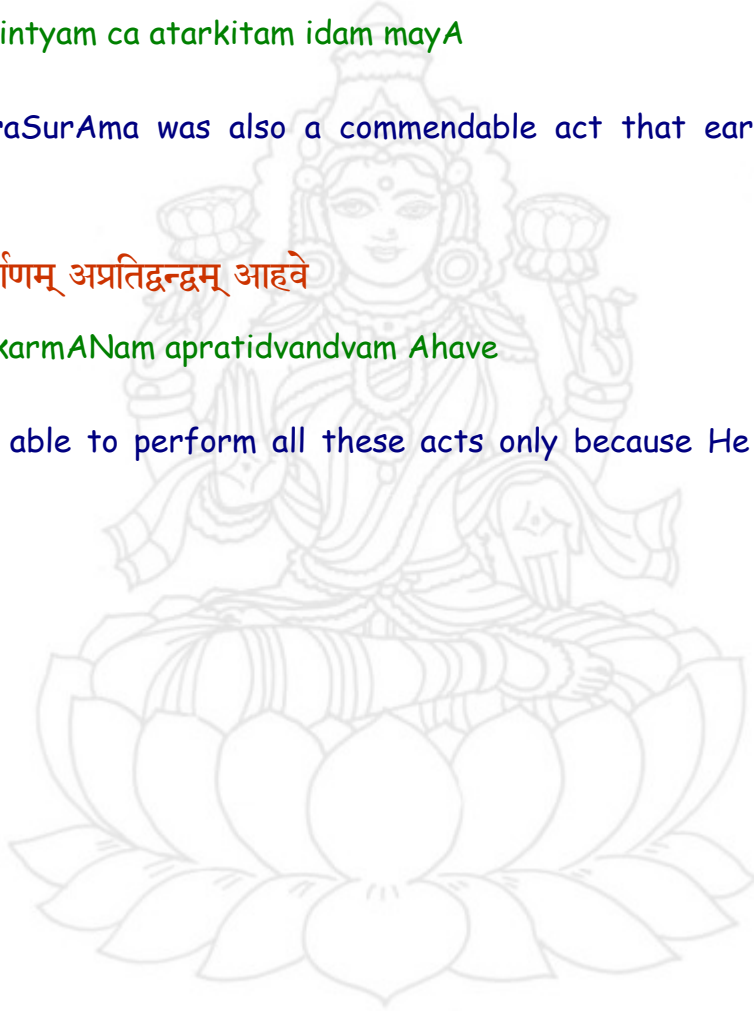 intyam ca atarkitam idam mayA
raSurAma was also a commendable act that ear
र्माणम् अप्रतिद्वन्द्वम् आहवे
karmANam apratidvandvam Ahave
able to perform all these acts only because He